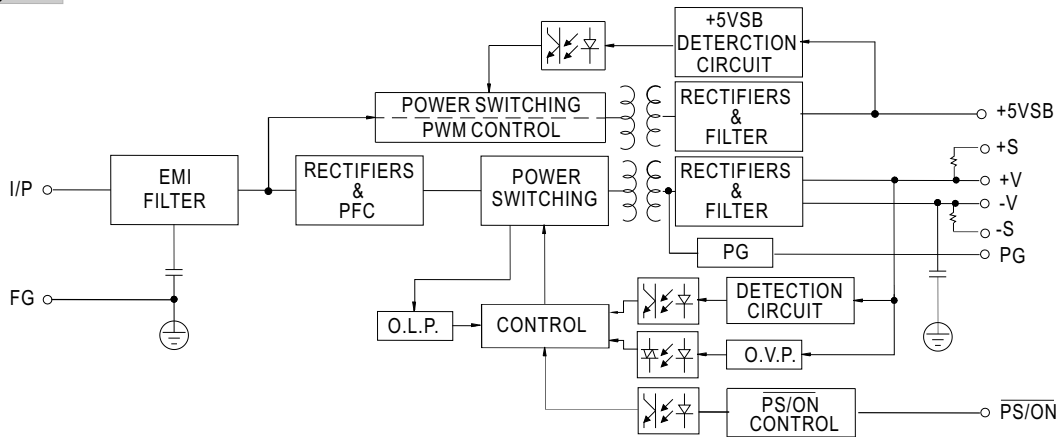 +5VSB
DETERCTION
CIRCUIT
POWER SWITCHING
PWM CONTROL
RECTIFIERS
&
FILTER
+5VSB
+S
I/P
EMI
FILTER
RECTIFIERS
&
PFC
POWER
SWITCHING
RECTIFIERS
&
FILTER
+V
-V
-S
PG
PG
FG
O.L.P.
CONTROL
DETECTION
CIRCUIT
O.V.P.
PS/ON
CONTROL
PS/ON